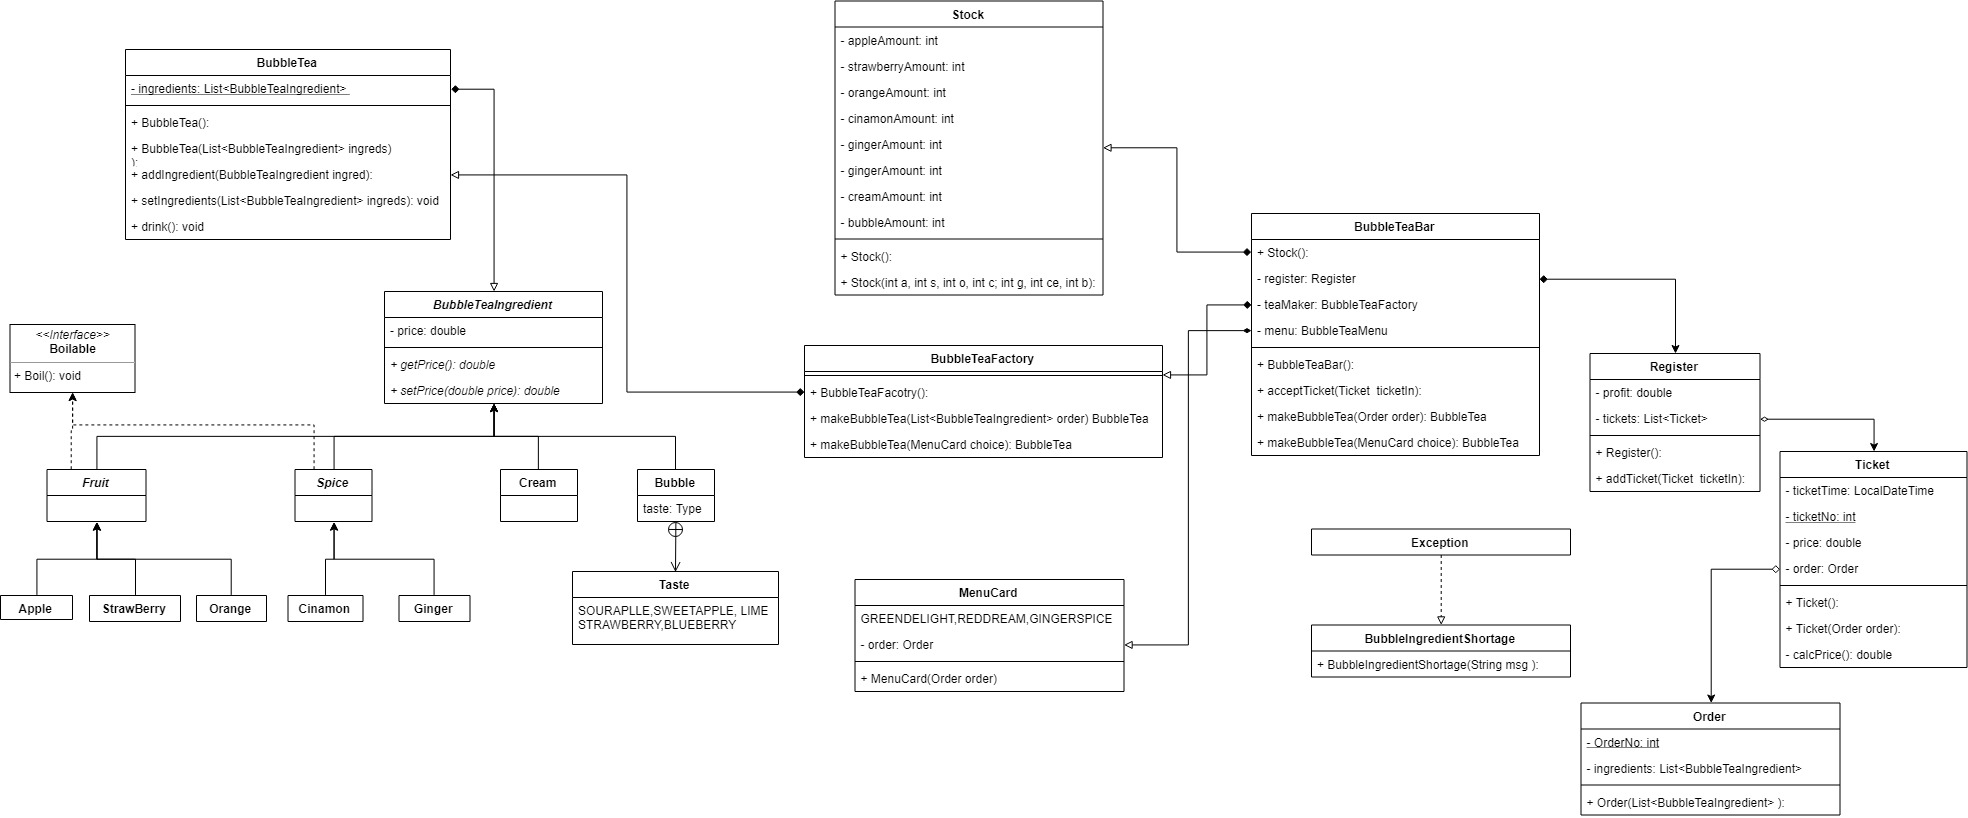 Stock
- appleAmount: int
- strawberryAmount: int
- orangeAmount: int
- cinamonAmount: int
- gingerAmount: int
- gingerAmount: int
- creamAmount: int
- bubbleAmount: int
+ Stock():
+ Stock(int a, int s, int o, int c; int g, int ce, int b):
BubbleTea
- ingredients: List<BubbleTeaIngredient>
+ BubbleTea():
+ BubbleTea(List<BubbleTeaIngredient> ingreds)
):
+ addIngredient(BubbleTeaIngredient ingred):
+ setIngredients(List<BubbleTeaIngredient> ingreds): void
+ drink(): void
BubbleTeaBar
+ Stock():
- register: Register
- teaMaker: BubbleTeaFactory
- menu: BubbleTeaMenu
+ BubbleTeaBar():
+ acceptTicket(Ticket  ticketIn):
+ makeBubbleTea(Order order): BubbleTea
+ makeBubbleTea(MenuCard choice): BubbleTea
BubbleTeaIngredient
- price: double
+ getPrice(): double
+ setPrice(double price): double
<<Interface>>
Boilable
+ Boil(): void
BubbleTeaFactory
+ BubbleTeaFacotry():
+ makeBubbleTea(List<BubbleTeaIngredient> order) BubbleTea
+ makeBubbleTea(MenuCard choice): BubbleTea
Register
- profit: double
- tickets: List<Ticket>
+ Register():
+ addTicket(Ticket  ticketIn):
Ticket
- ticketTime: LocalDateTime
- ticketNo: int
- price: double
- order: Order
+ Ticket():
+ Ticket(Order order):
- calcPrice(): double
Fruit
Spice
Cream
Bubble
taste: Type
Exception
Taste
SOURAPLLE,SWEETAPPLE, LIME
STRAWBERRY,BLUEBERRY
MenuCard
GREENDELIGHT,REDDREAM,GINGERSPICE
- order: Order
+ MenuCard(Order order)
Apple
StrawBerry
Orange
Cinamon
Ginger
BubbleIngredientShortage
+ BubbleIngredientShortage(String msg ):
Order
- OrderNo: int
- ingredients: List<BubbleTeaIngredient>
+ Order(List<BubbleTeaIngredient> ):